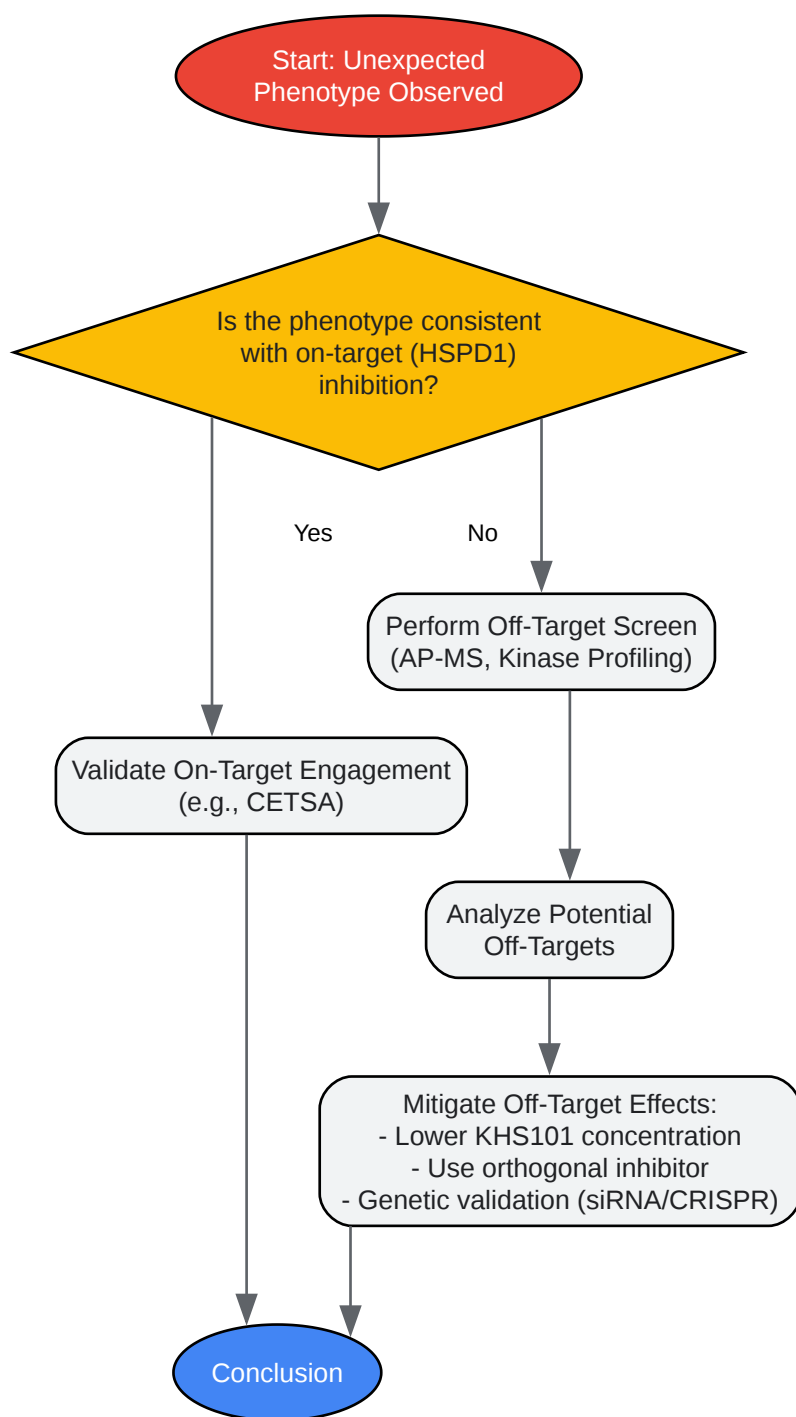 Start: Unexpected
Phenotype Observed
Is the phenotype consistent
with on-target (HSPD1)
inhibition?
Yes
No
Perform Off-Target Screen
(AP-MS, Kinase Profiling)
Validate On-Target Engagement
(e.g., CETSA)
Analyze Potential
Off-Targets
Mitigate Off-Target Effects:
- Lower KHS101 concentration
- Use orthogonal inhibitor
- Genetic validation (siRNA/CRISPR)
Conclusion